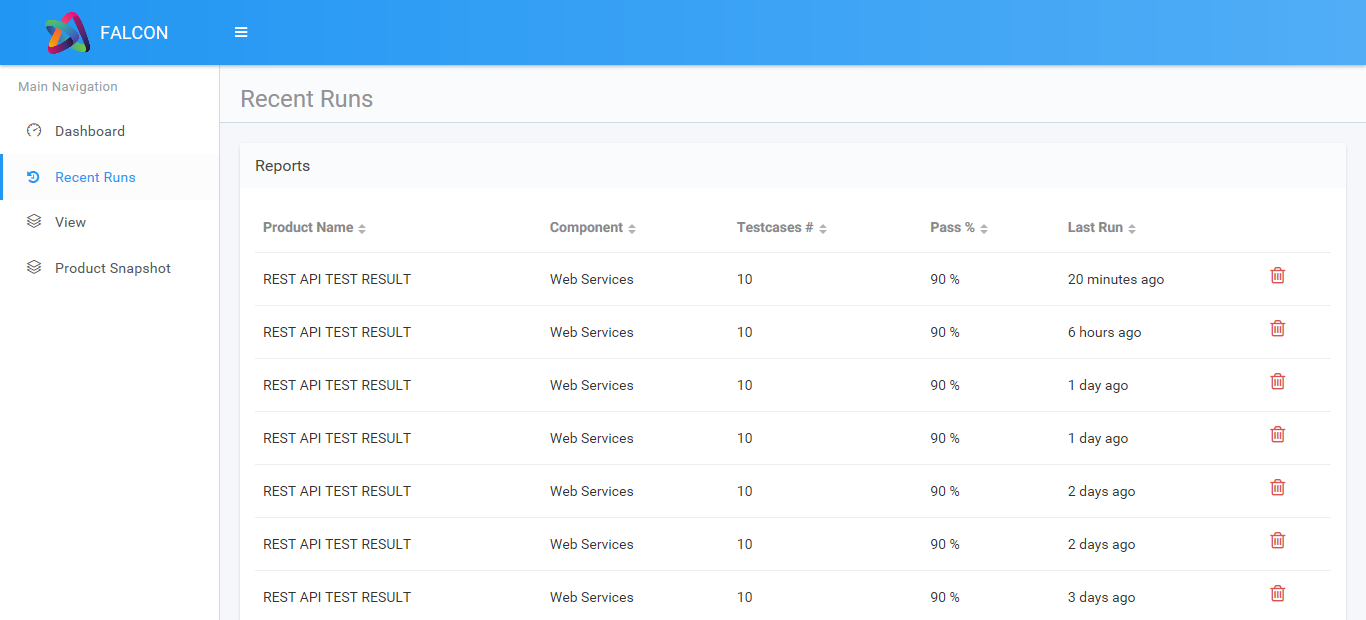 FALCON
Main Navigation
Dashboard
Recent Runs
View
Product Snapshot
Recent Runs
Reports
Product Name Component Testcases # Pass % Last Run
REST API TEST RESULT Web Services 10 90 % 20 minutes ago
REST API TEST RESULT Web Services 10 90 % 6 hours ago
REST API TEST RESULT Web Services 10 90 % 1 day ago
REST API TEST RESULT Web Services 10 90 % 1 day ago
REST API TEST RESULT Web Services 10 90 % 2 days ago
REST API TEST RESULT Web Services 10 90 % 2 days ago
REST API TEST RESULT Web Services 10 90 % 3 days ago